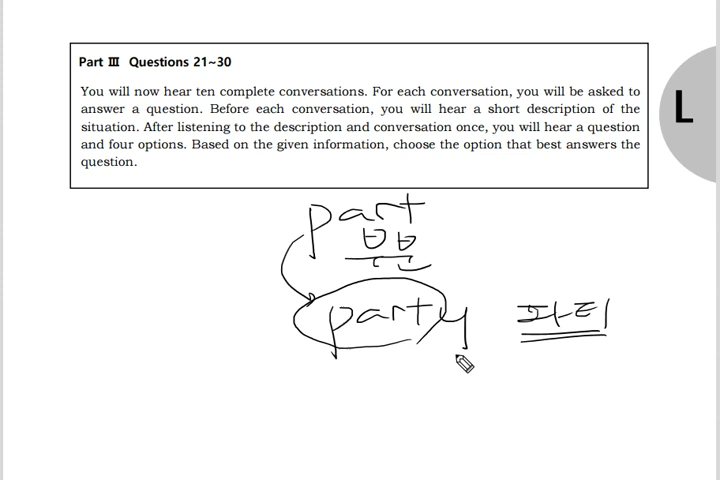 Part Ⅲ Questions 21~30
You will now hear ten complete conversations. For each conversation, you will be asked to
answer a question. Before each conversation, you will hear a short description of the
situation. After listening to the description and conversation once, you will hear a question
and four options. Based on the given information, choose the option that best answers the
question.
L
part
부분
party 파티